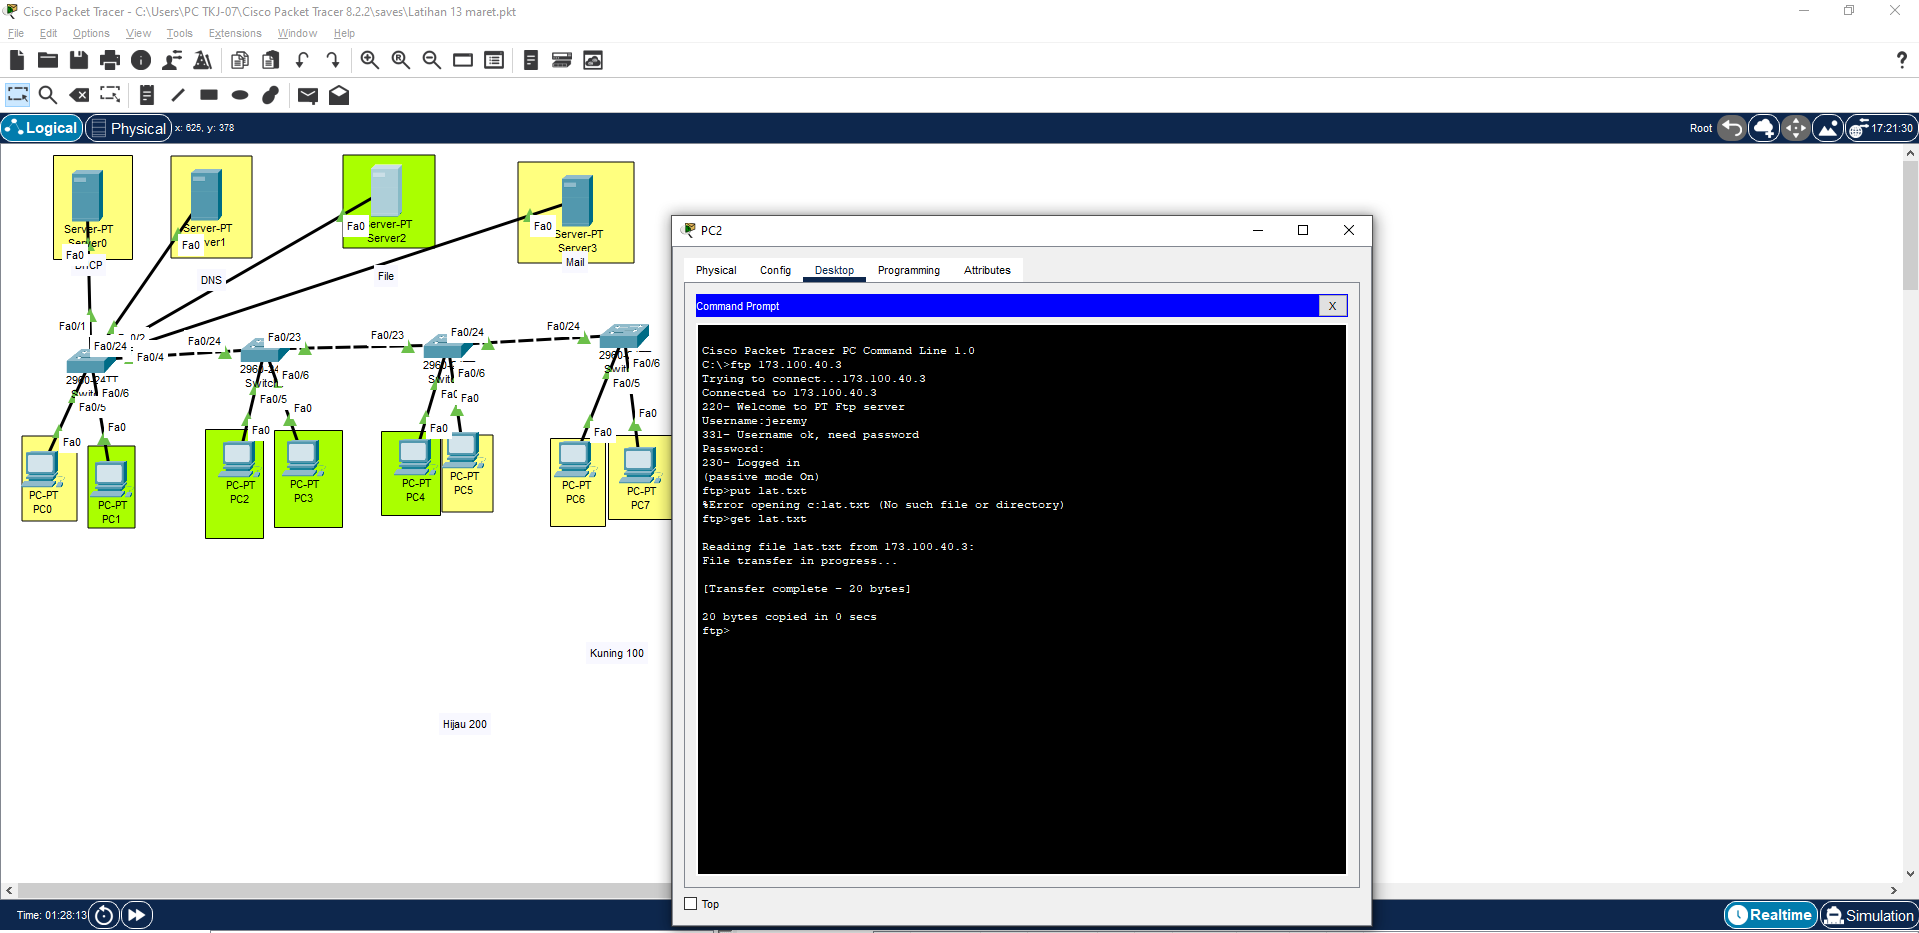 Cisco Packet Tracer - C:\Users\PC TKJ-07\Cisco Packet Tracer 8.2.2\saves\Latihan 13 maret.pkt
File Edit Options View Tools Extensions Window Help
Logical Physical x: 625, y: 378
Root 17:21:30
Server-PT
Server0
Fa0
DHCP
Server-PT
Fa0
DNS
Server-PT
Server2
Fa0
File
Server-PT
Server3
Fa0
Mail
Fa0/1
Fa0/24
Fa0/4
Fa0/24
Fa0/23
Fa0/23
Fa0/24
Fa0/24
Fa0/6
Fa0/5
Fa0/6
Fa0/5
Fa0/6
Fa0/6
Fa0/5
Fa0
Fa0
Fa0
Fa0
Fa0
Fa0
Fa0
Fa0
PC-PT
PC0
PC-PT
PC1
PC-PT
PC2
PC-PT
PC3
PC-PT
PC4
PC-PT
PC5
PC-PT
PC6
PC-PT
PC7
Kuning 100
Hijau 200
PC2
Physical Config Desktop Programming Attributes
Command Prompt
X
Cisco Packet Tracer PC Command Line 1.0
C:\>ftp 173.100.40.3
Trying to connect...173.100.40.3
Connected to 173.100.40.3
220- Welcome to PT Ftp server
Username:jeremy
331- Username ok, need password
Password:
230- Logged in
(passive mode On)
ftp>put lat.txt
%Error opening c:lat.txt (No such file or directory)
ftp>get lat.txt
Reading file lat.txt from 173.100.40.3:
File transfer in progress...
[Transfer complete - 20 bytes]
20 bytes copied in 0 secs
ftp>
Top
Time: 01:28:13
Realtime Simulation